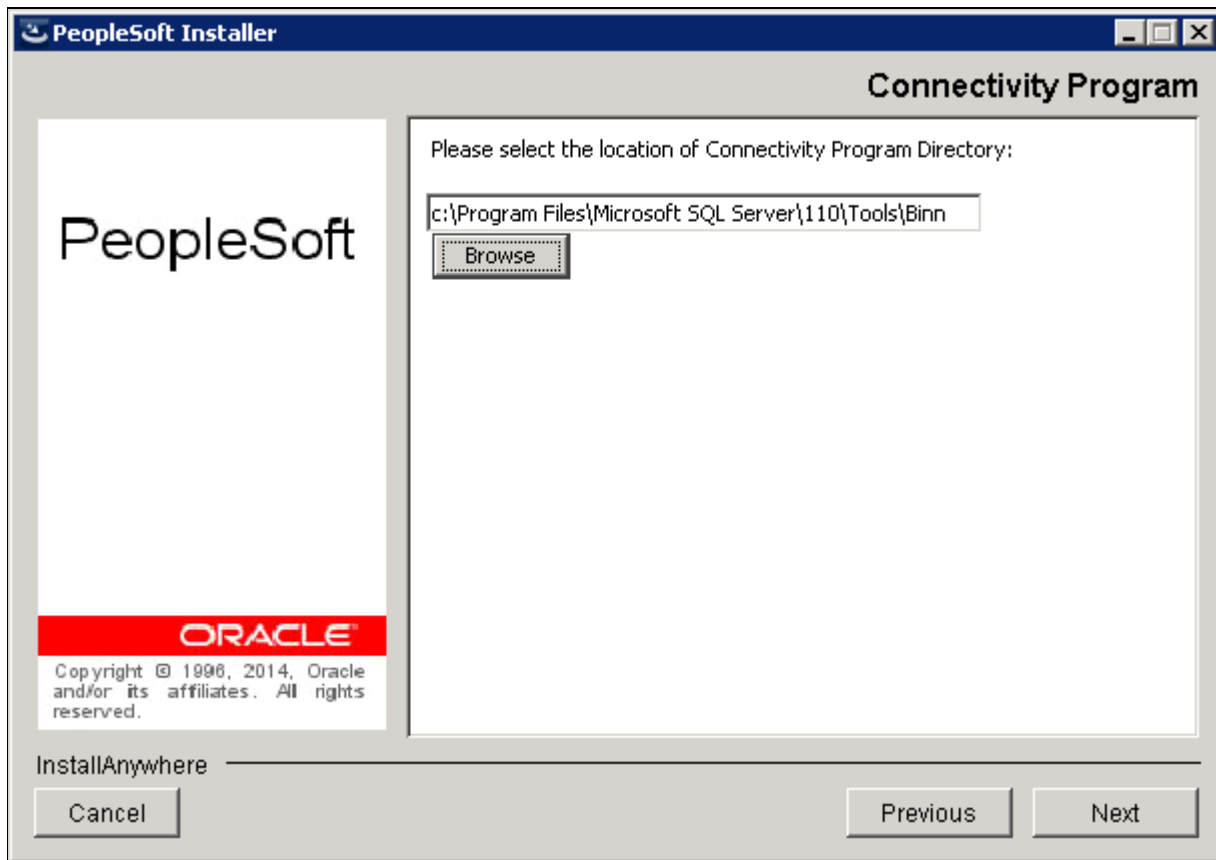 PeopleSoft Installer
Connectivity Program
Please select the location of Connectivity Program Directory:
c:\Program Files\Microsoft SQL Server\110\Tools\Binn
Browse
PeopleSoft
ORACLE
Copyright © 1996, 2014, Oracle
and/or its affiliates. All rights
reserved.
InstallAnywhere
Cancel
Previous
Next